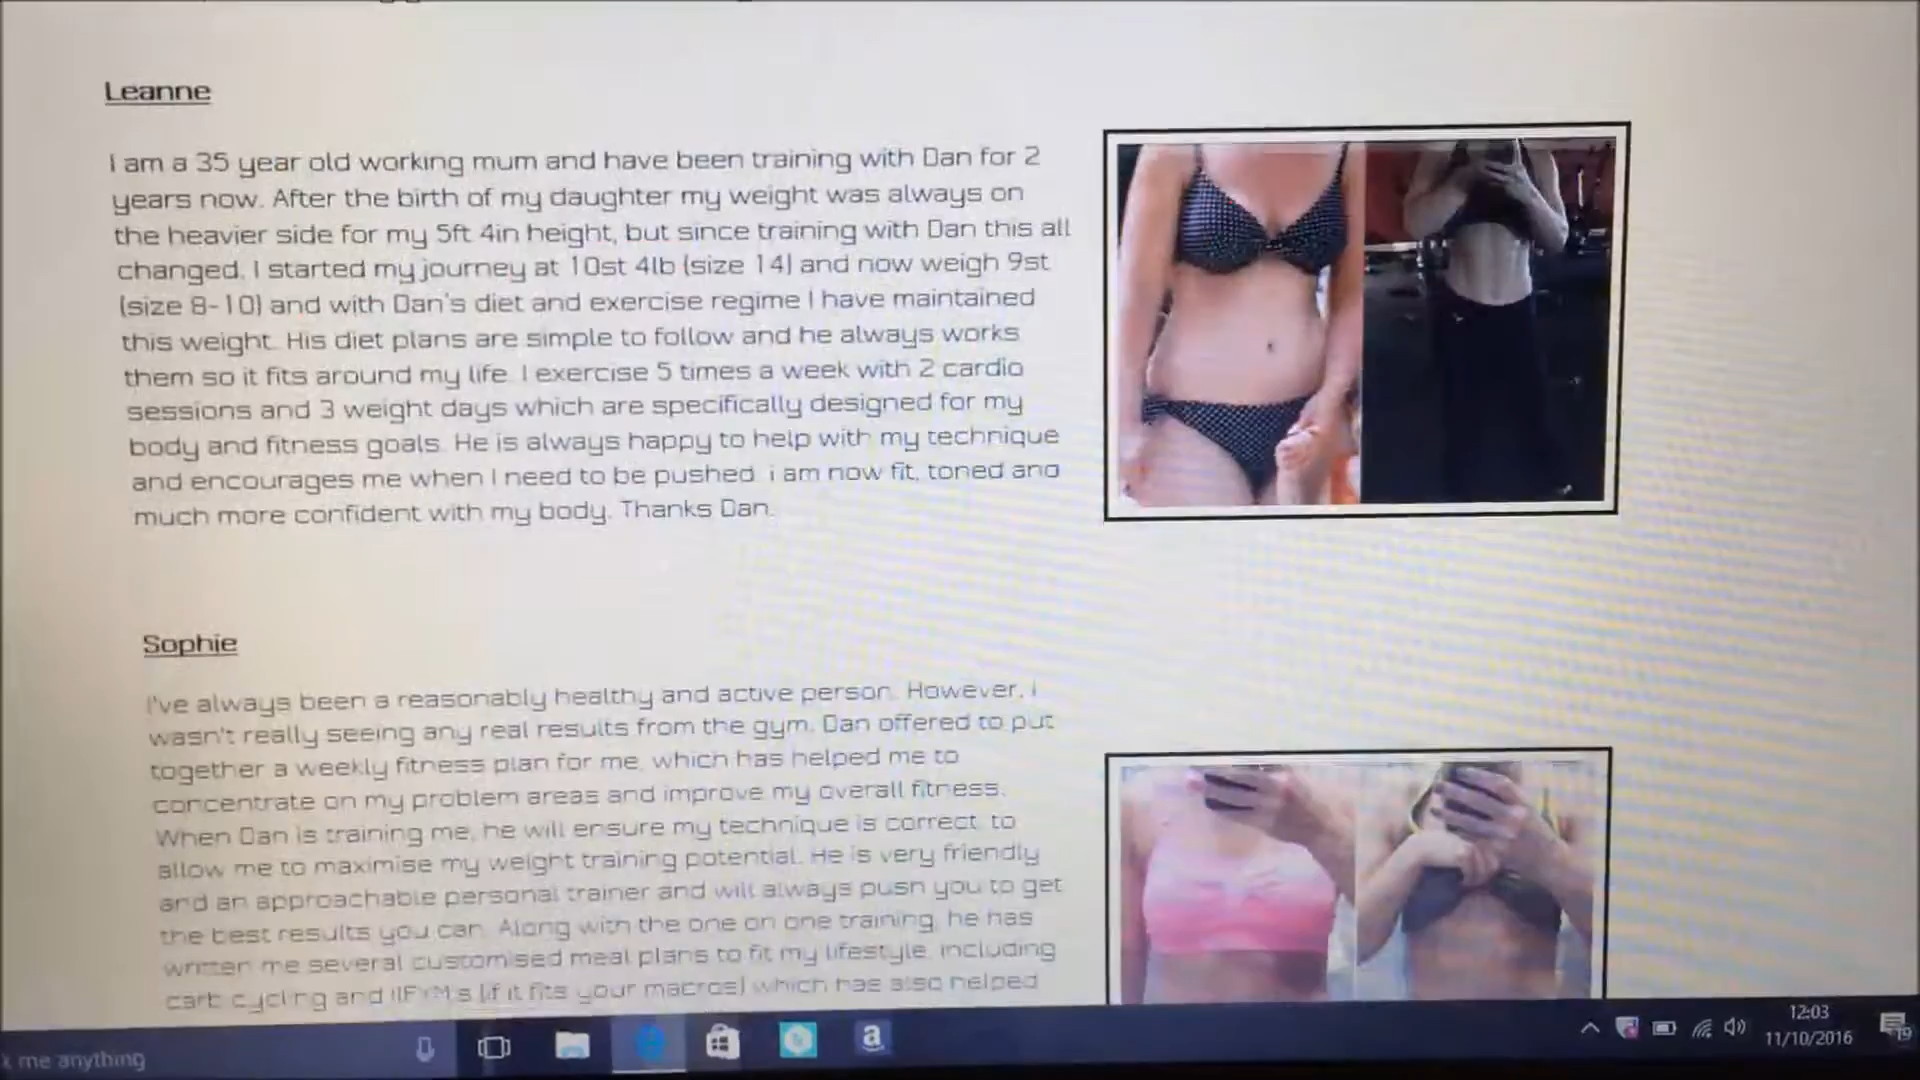 Leanne
I am a 35 year old working mum and have been training with Dan for 2
years now. After the birth of my daughter my weight was always on
the heavier side for my 5ft 4in height, but since training with Dan this all
changed. I started my journey at 10st 4lb (size 14) and now weigh 9st
(size 8-10) and with Dan's diet and exercise regime I have maintained
this weight. His diet plans are simple to follow and he always works
them so it fits around my life. I exercise 5 times a week with 2 cardio
sessions and 3 weight days which are specifically designed for my
body and fitness goals. He is always happy to help with my technique
and encourages me when I need to be pushed. i am now fit, toned and
much more confident with my body. Thanks Dan.
Sophie
I've always been a reasonably healthy and active person. However, I
wasn't really seeing any real results from the gym. Dan offered to put
together a weekly fitness plan for me, which has helped me to
concentrate on my problem areas and improve my overall fitness.
When Dan is training me, he will ensure my technique is correct, to
allow me to maximise my weight training potential. He is very friendly
and an approachable personal trainer and will always push you to get
the best results you can. Along with the one on one training, he has
written me several customised meal plans to fit my lifestyle, including
carb cycling and IIFYM's (if it fits your macros) which has also helped
k me anything
a
12:03
11/10/2016
19